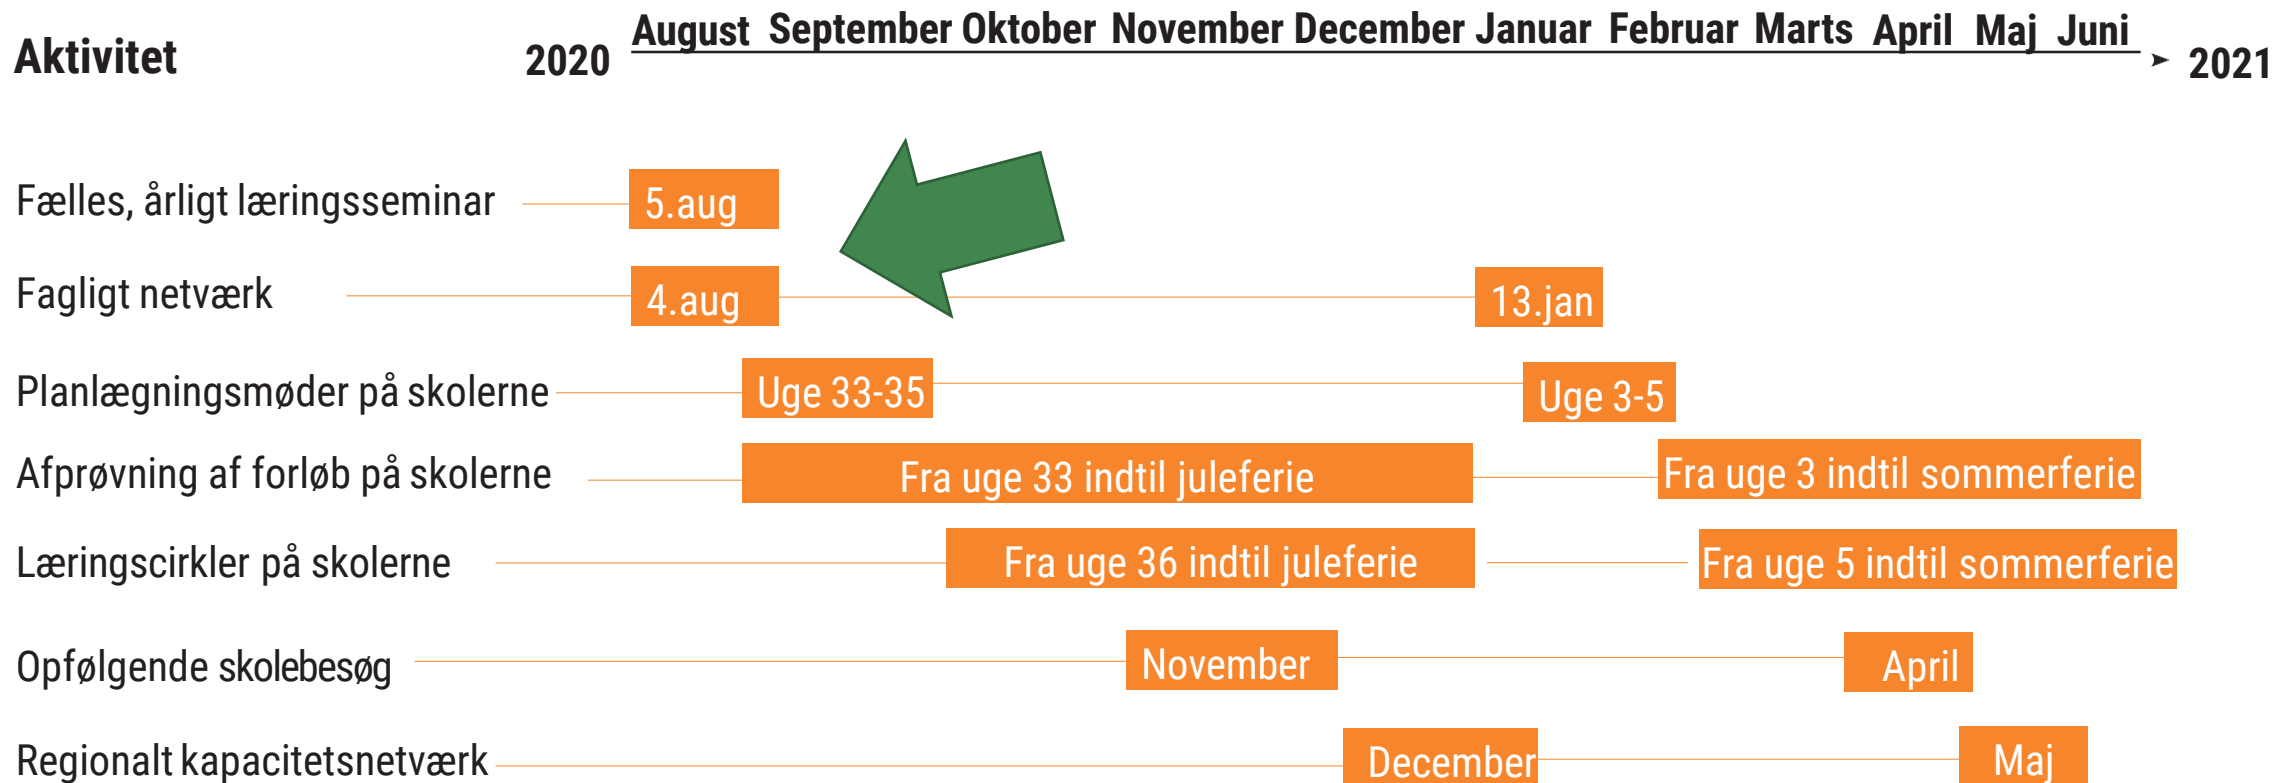 Aktivitet 2020 August September Oktober November December Januar Februar Marts April Maj Juni 2021
Fælles, årligt læringsseminar 5.aug
Fagligt netværk 4.aug 13.jan
Planlægningsmøder på skolerne Uge 33-35 Uge 3-5
Afprøvning af forløb på skolerne Fra uge 33 indtil juleferie Fra uge 3 indtil sommerferie
Læringscirkler på skolerne Fra uge 36 indtil juleferie Fra uge 5 indtil sommerferie
Opfølgende skolebesøg November April
Regionalt kapacitetsnetværk December Maj